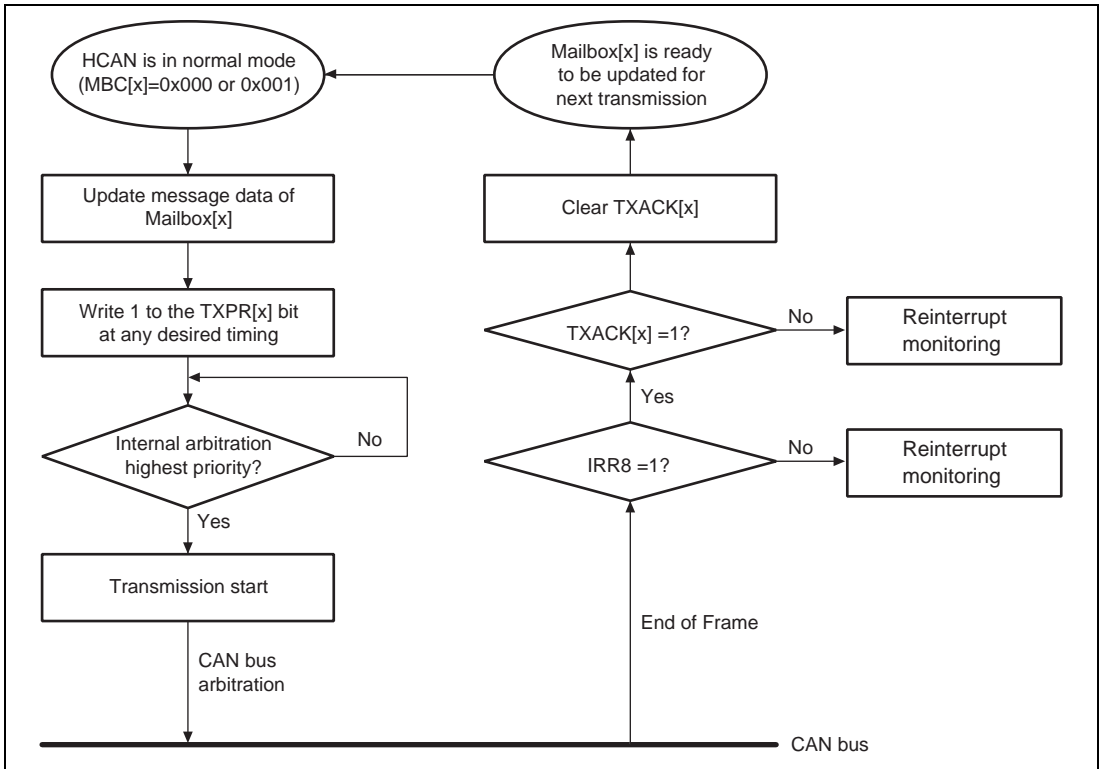 HCAN is in normal mode
(MBC[x]=0x000 or 0x001)
Update message data of
Mailbox[x]
Write 1 to the TXPR[x] bit
at any desired timing
Internal arbitration
highest priority?
No
Yes
Transmission start
CAN bus
arbitration
Mailbox[x] is ready
to be updated for
next transmission
Clear TXACK[x]
TXACK[x] =1?
No
Reinterrupt
monitoring
Yes
IRR8 =1?
No
Reinterrupt
monitoring
End of Frame
CAN bus